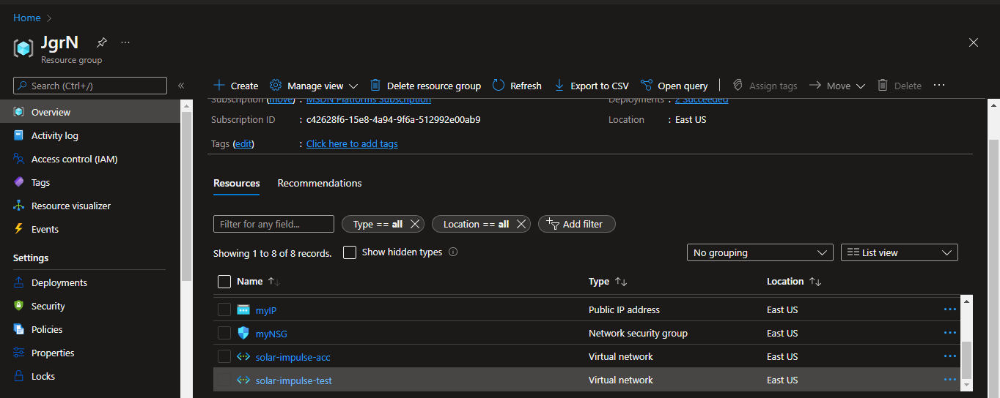 Home
JgrN
Resource group
Search (Ctrl+/)
Create Manage view Delete resource group Refresh Export to CSV Open query Assign tags Move Delete
Overview
Activity log
Access control (IAM)
Tags
Resource visualizer
Events
Settings
Deployments
Security
Policies
Properties
Locks
Subscription (move) : MSDN Platforms Subscription
Deployments : 2 Succeeded
Subscription ID : c42628f6-15e8-4a94-9f6a-512992e00ab9
Location : East US
Tags (edit) : Click here to add tags
Resources Recommendations
Filter for any field... Type == all Location == all Add filter
Showing 1 to 8 of 8 records. Show hidden types No grouping List view
Name Type Location
myIP Public IP address East US
myNSG Network security group East US
solar-impulse-acc Virtual network East US
solar-impulse-test Virtual network East US